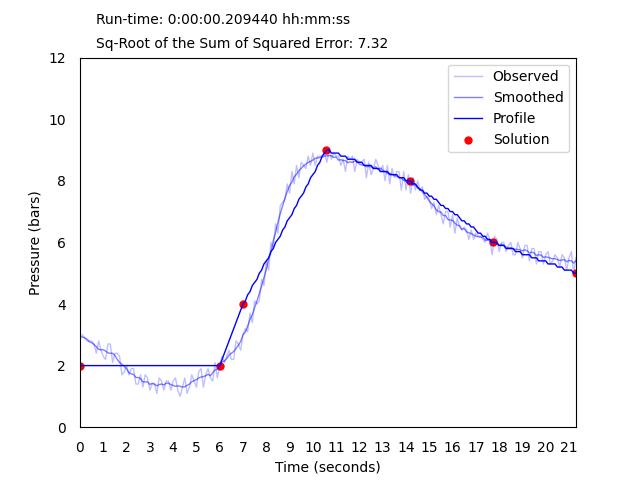 Run-time: 0:00:00.209440 hh:mm:ss
Sq-Root of the Sum of Squared Error: 7.32
12
10
8
6
4
2
0
Pressure (bars)
Observed
Smoothed
Profile
Solution
0 1 2 3 4 5 6 7 8 9 10 11 12 13 14 15 16 17 18 19 20 21
Time (seconds)